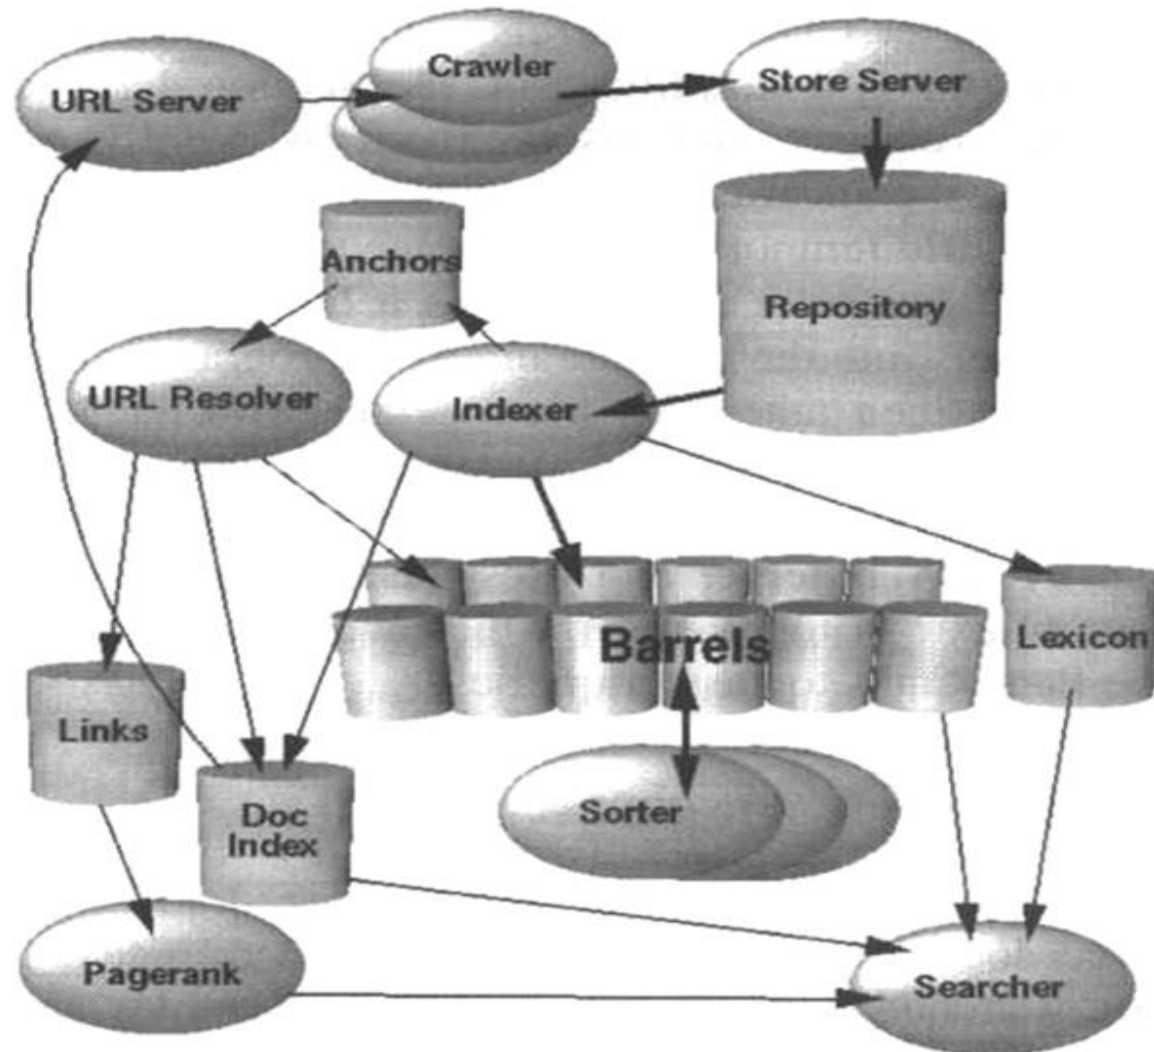 URL Server
Crawler
Store Server
Anchors
Repository
URL Resolver
Indexer
Barrels
Lexicon
Links
Doc
Index
Sorter
Pagerank
Searcher